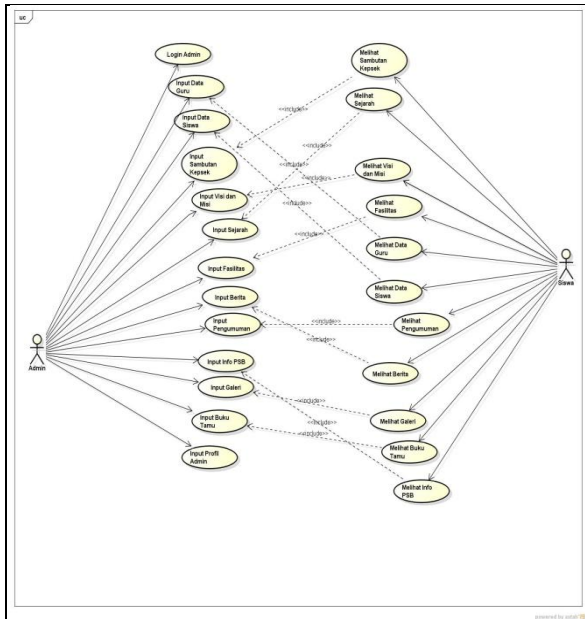 uc
Login Admin
Input Data
Guru
Input Data
Siswa
Input
Sambutan
Kepsek
Input Visi dan
Misi
Input Sejarah
Input Fasilitas
Input Berita
Input
Pengumuman
Input Info PSB
Input Galeri
Input Buku
Tamu
Input Profil
Admin
Admin
<<include>>
<<include>>
<<include>>
<<include>>
<<include>>
<<include>>
<<include>>
<<include>>
<<include>>
<<include>>
<<include>>
Melihat
Sambutan
Kepsek
Melihat
Sejarah
Melihat Visi
dan Misi
Melihat
Fasilitas
Melihat Data
Guru
Melihat Data
Siswa
Melihat
Pengumuman
Melihat Berita
Melihat Galeri
Melihat Buku
Tamu
Melihat Info
PSB
Siswa
powered by astah